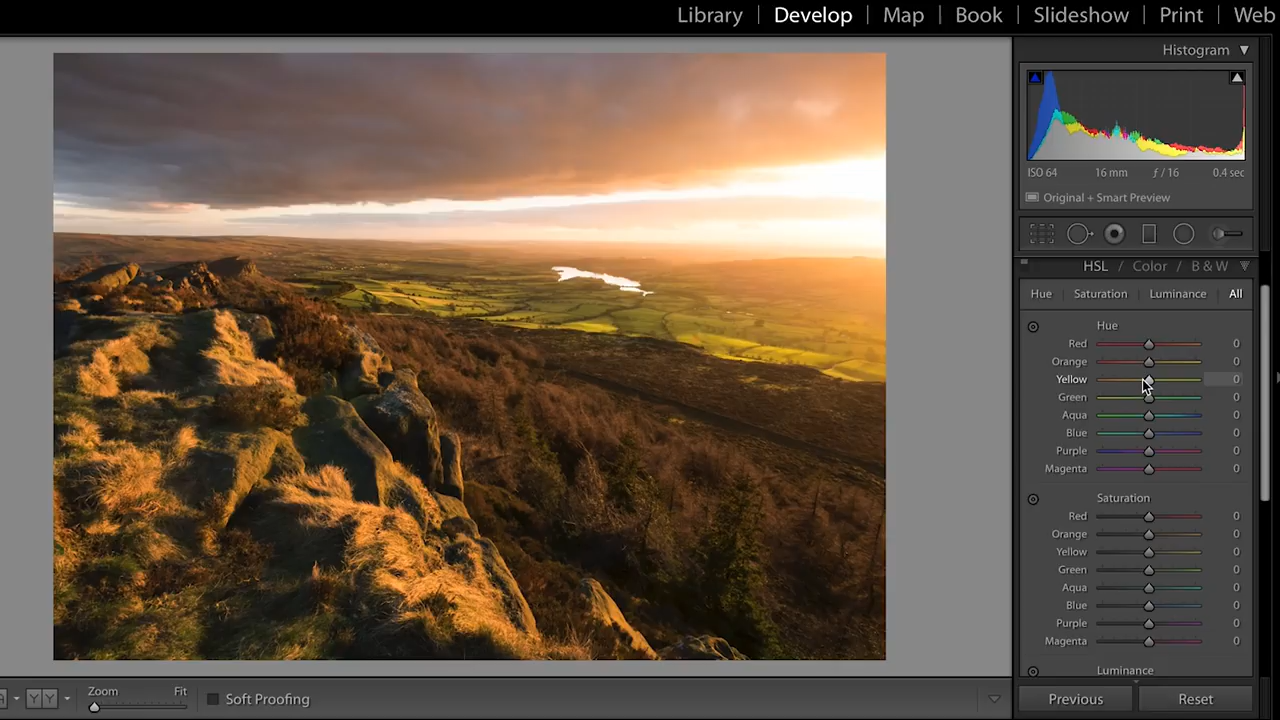 Library | Develop | Map | Book | Slideshow | Print | Web
Histogram
ISO 64 16 mm ƒ / 16 0.4 sec
Original + Smart Preview
HSL / Color / B & W
Hue Saturation Luminance All
Hue
Red 0
Orange 0
Yellow 0
Green 0
Aqua 0
Blue 0
Purple 0
Magenta 0
Saturation
Red 0
Orange 0
Yellow 0
Green 0
Aqua 0
Blue 0
Purple 0
Magenta 0
Luminance
Y Y Zoom Fit Soft Proofing
Previous Reset